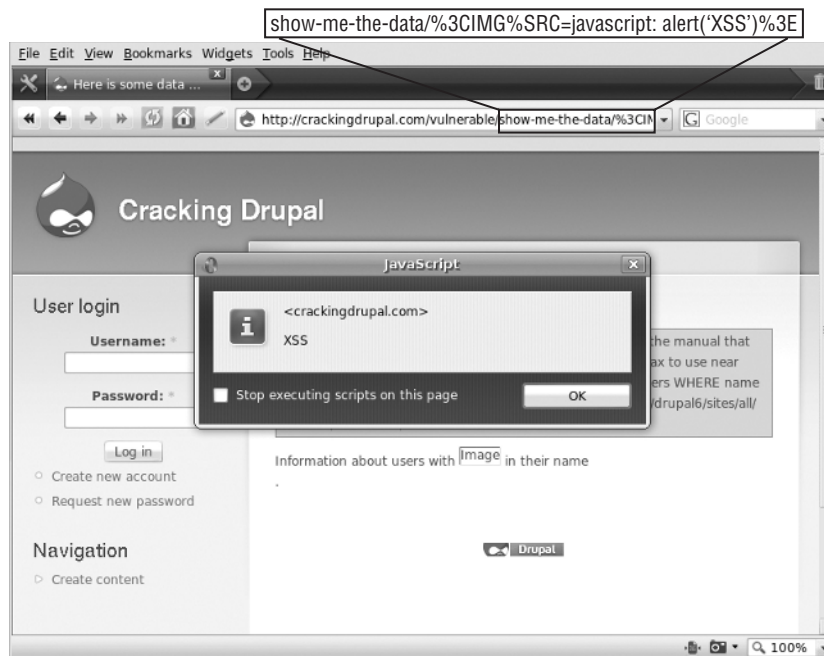 show-me-the-data/%3CIMG%SRC=javascript: alert('XSS')%3E
File Edit View Bookmarks Widgets Tools Help
Here is some data ...
http://crackingdrupal.com/vulnerable/show-me-the-data/%3CIM
Google
Cracking Drupal
JavaScript
<crackingdrupal.com>
XSS
Stop executing scripts on this page
OK
User login
Username: *
Password: *
Log in
Create new account
Request new password
Navigation
Create content
the manual that
ax to use near
ers WHERE name
/drupal6/sites/all/
Information about users with Image in their name
.
Drupal
100%